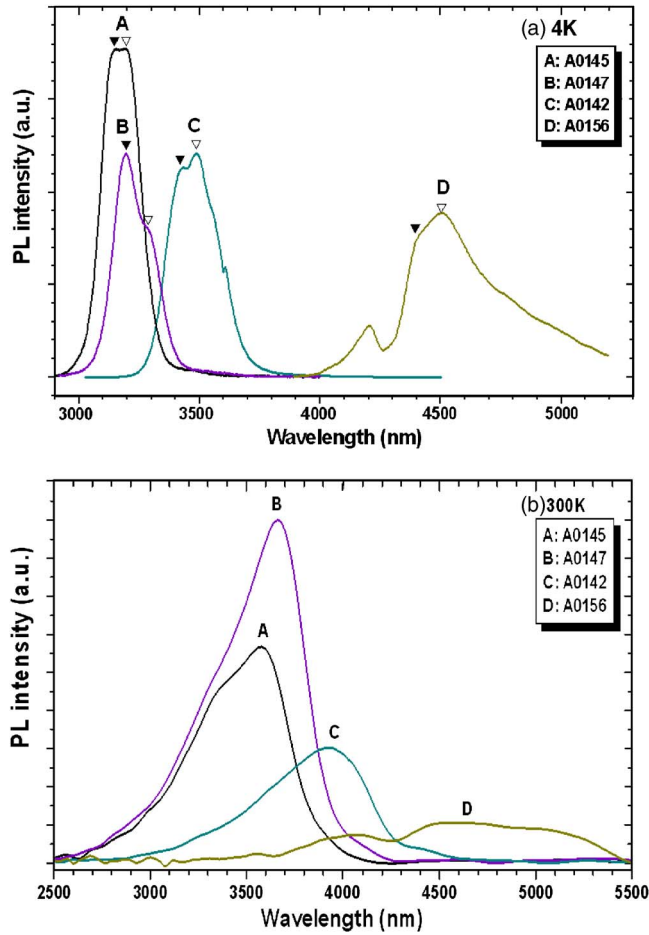 (a) 4K
A: A0145
B: A0147
C: A0142
D: A0156
A
B
C
D
PL intensity (a.u.)
3000 3500 4000 4500 5000
Wavelength (nm)
(b) 300K
A: A0145
B: A0147
C: A0142
D: A0156
B
A
C
D
PL intensity (a.u.)
2500 3000 3500 4000 4500 5000 5500
Wavelength (nm)